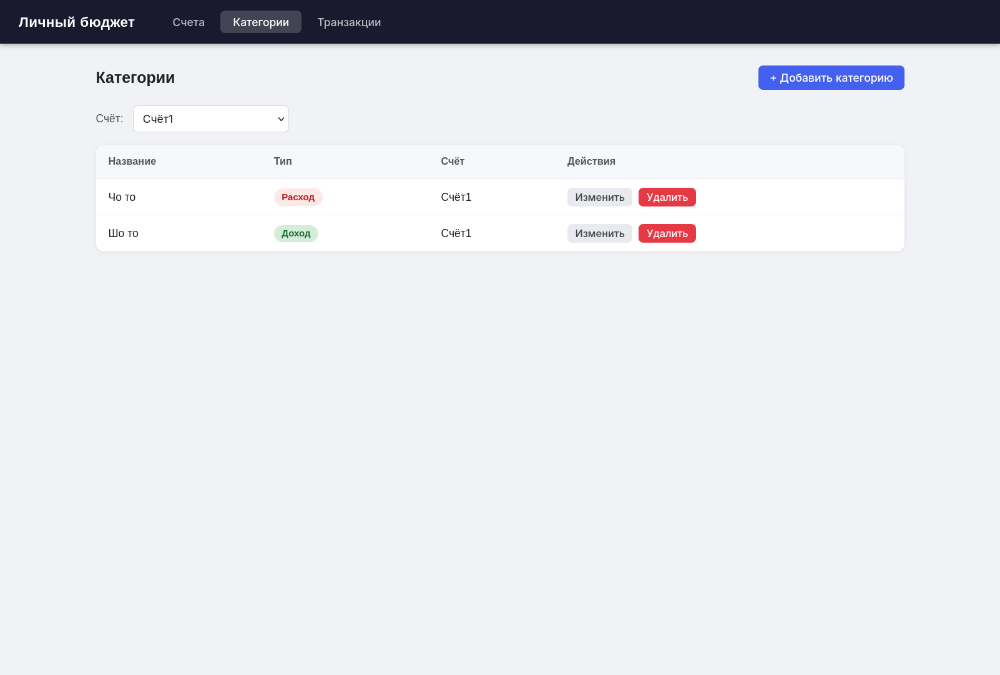 Личный бюджет Счета Категории Транзакции
Категории + Добавить категорию
Счёт: Счёт1
Название Тип Счёт Действия
Чо то Расход Счёт1 Изменить Удалить
Шо то Доход Счёт1 Изменить Удалить